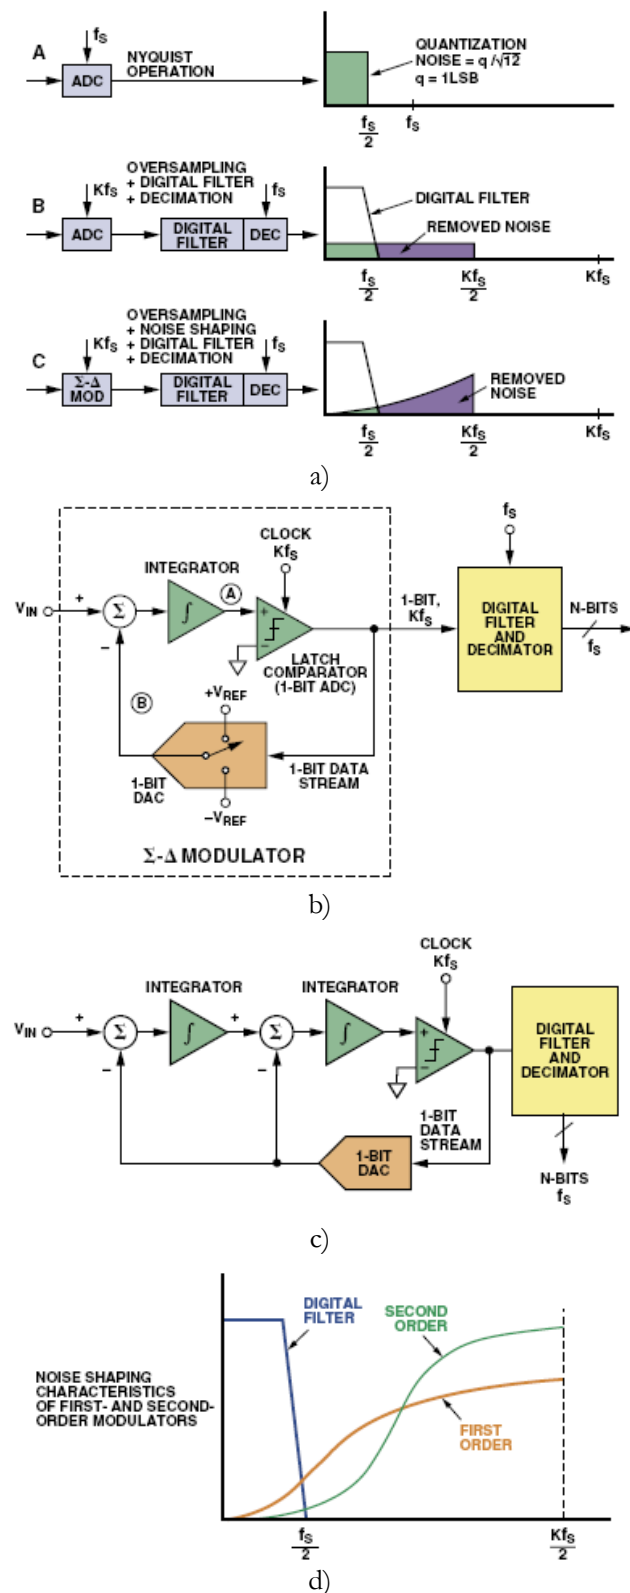 A
fS
ADC
NYQUIST
OPERATION
QUANTIZATION
NOISE = q /√12
q = 1LSB
fS
2
fS
B
KfS
ADC
OVERSAMPLING
+ DIGITAL FILTER
+ DECIMATION
fS
DIGITAL
FILTER
DEC
DIGITAL FILTER
REMOVED NOISE
fS
2
KfS
2
KfS
C
KfS
Σ-Δ
MOD
OVERSAMPLING
+ NOISE SHAPING
+ DIGITAL FILTER
+ DECIMATION
fS
DIGITAL
FILTER
DEC
REMOVED
NOISE
fS
2
KfS
2
KfS
a)
CLOCK
KfS
fS
INTEGRATOR
VIN
+
Σ
−
∫
A
+
−
1-BIT,
KfS
DIGITAL
FILTER
AND
DECIMATOR
N-BITS
fS
LATCH
COMPARATOR
(1-BIT ADC)
B
+VREF
1-BIT
DAC
1-BIT DATA
STREAM
–VREF
Σ-Δ MODULATOR
b)
CLOCK
KfS
INTEGRATOR
INTEGRATOR
VIN
+
Σ
−
∫
+
Σ
−
∫
+
−
DIGITAL
FILTER
AND
DECIMATOR
1-BIT
DATA
STREAM
1-BIT
DAC
N-BITS
fS
c)
DIGITAL
FILTER
SECOND
ORDER
NOISE SHAPING
CHARACTERISTICS
OF FIRST- AND SECOND-
ORDER MODULATORS
FIRST
ORDER
fS
2
KfS
2
d)